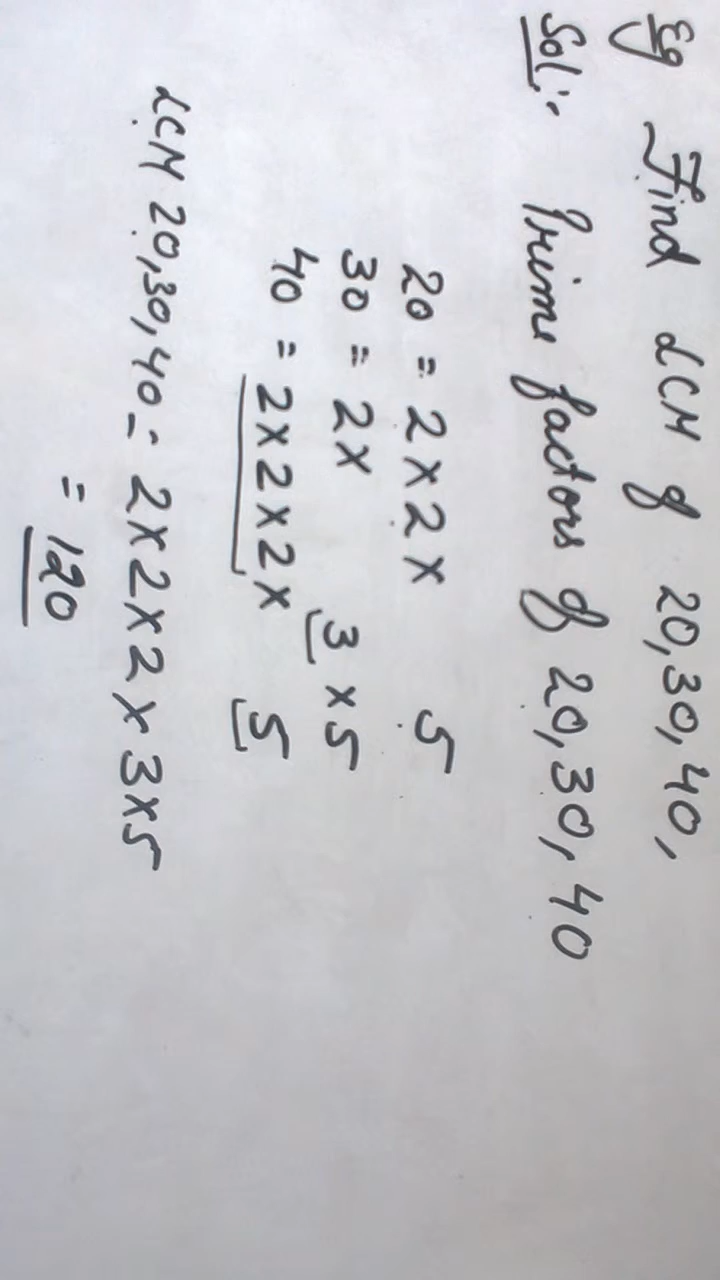 Eg Find LCM of 20,30,40,
Sol:- Prime factors of 20,30,40
20 = 2×2× 5
30 = 2× 3×5
40 = 2×2×2× 5
LCM 20,30,40 = 2×2×2×3×5
= 120